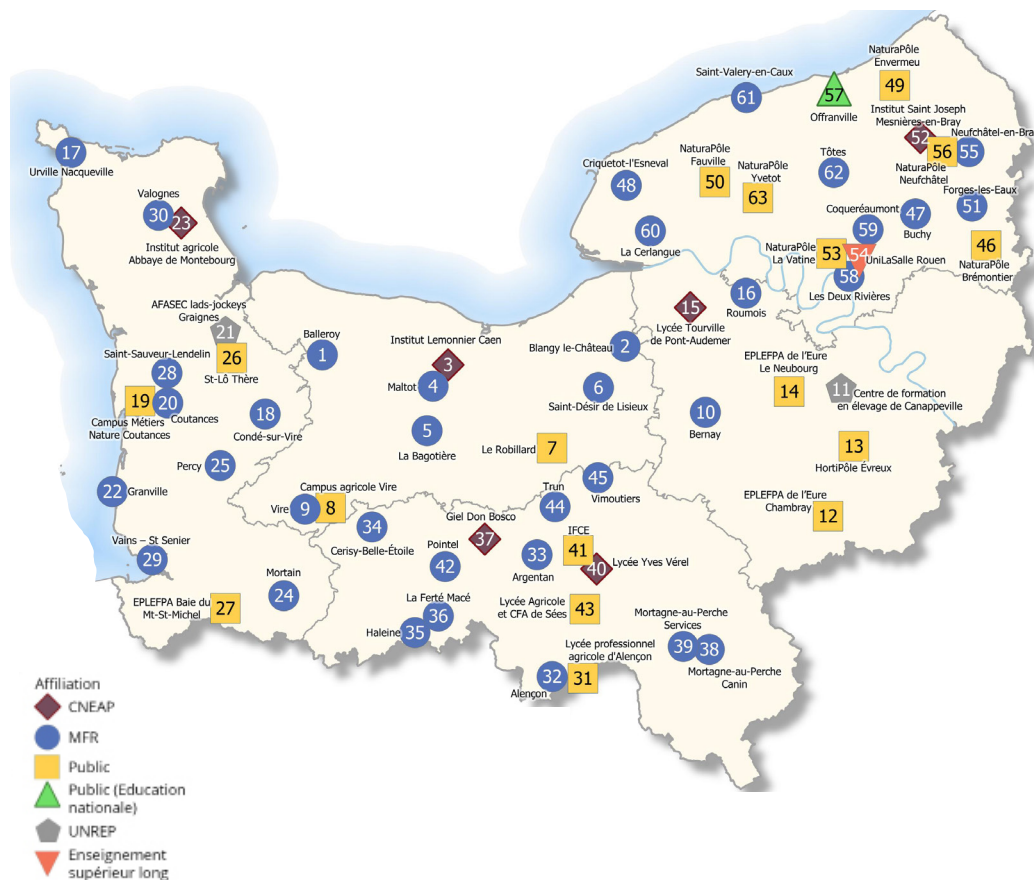 NaturaPôle
Envermeu
49
Saint-Valery-en-Caux
61
57
Offranville
Institut Saint Joseph
Mesnières-en-Bray
52
56
Neufchâtel-en-Bra
55
NaturaPôle
Neufchâtel
17
Urville Nacqueville
Criquetot-l'Esneval
48
NaturaPôle
Fauville
50
NaturaPôle
Yvetot
63
Tôtes
62
Forges-les-Eaux
51
Valognes
30
23
Institut agricole
Abbaye de Montebourg
60
La Cerlangue
Coqueréaumont
59
47
Buchy
46
NaturaPôle
Brémontier
NaturaPôle
La Vatine
53
54
UniLaSalle Rouen
58
Les Deux Rivières
AFASEC lads-jockeys
Graignes
21
26
St-Lô Thère
16
Roumois
15
Lycée Tourville
de Pont-Audemer
Balleroy
1
Institut Lemonnier Caen
3
Maltot
4
Blangy le-Château
2
6
Saint-Désir de Lisieux
EPLEFPA de l'Eure
Le Neubourg
14
11
Centre de formation
en élevage de Canappeville
Saint-Sauveur-Lendelin
28
19
20
Coutances
Campus Métiers
Nature Coutances
18
Condé-sur-Vire
5
La Bagotière
10
Bernay
Le Robillard
7
13
HortiPôle Évreux
Percy
25
22
Granville
Campus agricole Vire
Vire
9
8
45
Vimoutiers
Trun
44
EPLEFPA de l'Eure
Chambray
12
34
Cerisy-Belle-Étoile
Giel Don Bosco
37
Vains – St Senier
29
Pointel
42
33
Argentan
IFCE
41
40
Lycée Yves Vérel
Mortain
24
EPLEFPA Baie du
Mt-St-Michel
27
La Ferté Macé
36
Haleine
35
Lycée Agricole
et CFA de Sées
43
Mortagne-au-Perche
Services
39
38
Mortagne-au-Perche
Canin
Lycée professionnel
agricole d'Alençon
32
31
Alençon
Affiliation
CNEAP
MFR
Public
Public (Education
nationale)
UNREP
Enseignement
supérieur long